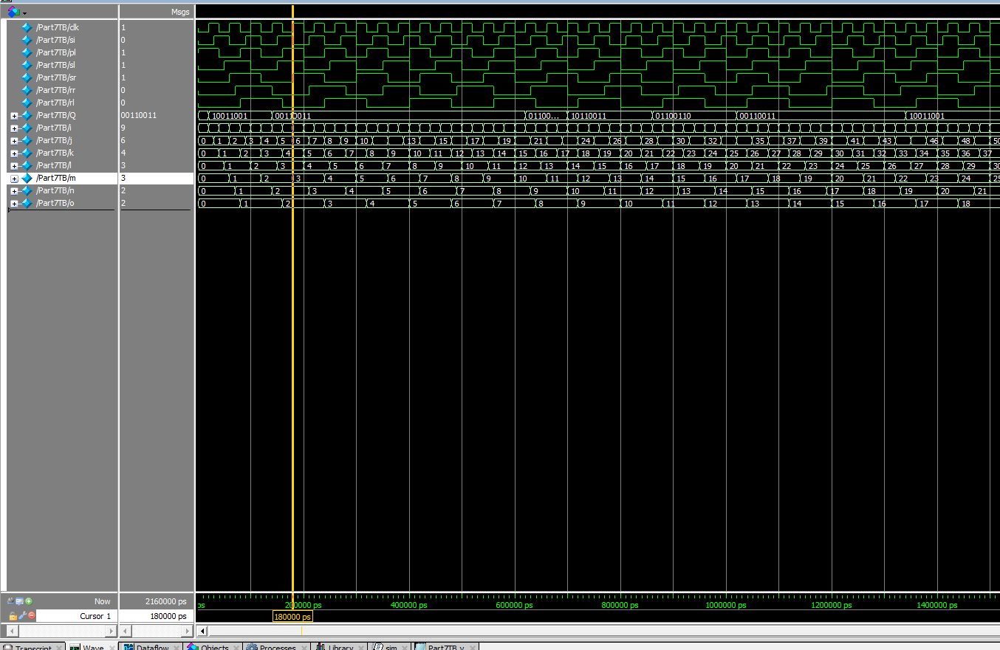 Msgs
/Part7TB/clk 1
/Part7TB/si 0
/Part7TB/pl 1
/Part7TB/sl 1
/Part7TB/sr 1
/Part7TB/rr 0
/Part7TB/rl 0
/Part7TB/Q 00110011 10011001 00110011 01100... 10110011 01100110 00110011 10011001
/Part7TB/i 9
/Part7TB/j 6 0 1 2 3 4 5 6 7 8 9 10 13 15 17 19 21 24 26 28 30 32 35 37 39 41 43 46 48 50
/Part7TB/k 4 0 1 2 3 4 5 6 7 8 9 10 11 12 13 14 15 16 17 18 19 20 21 22 23 24 25 26 27 28 29 30 31 32 33 34 35 36 37
/Part7TB/l 3 0 1 2 3 4 5 6 7 8 9 10 11 12 13 14 15 16 17 18 19 20 21 22 23 24 25 26 27 28 29 30
/Part7TB/m 3 0 1 2 3 4 5 6 7 8 9 10 11 12 13 14 15 16 17 18 19 20 21 22 23 24 25
/Part7TB/n 2 0 1 2 3 4 5 6 7 8 9 10 11 12 13 14 15 16 17 18 19 20 21
/Part7TB/o 2 0 1 2 3 4 5 6 7 8 9 10 11 12 13 14 15 16 17 18
Now 2160000 ps ps 200000 ps 400000 ps 600000 ps 800000 ps 1000000 ps 1200000 ps 1400000 ps
Cursor 1 180000 ps 180000 ps
Transcript Wave Dataflow Objects Processes Library sim Part7TB.v